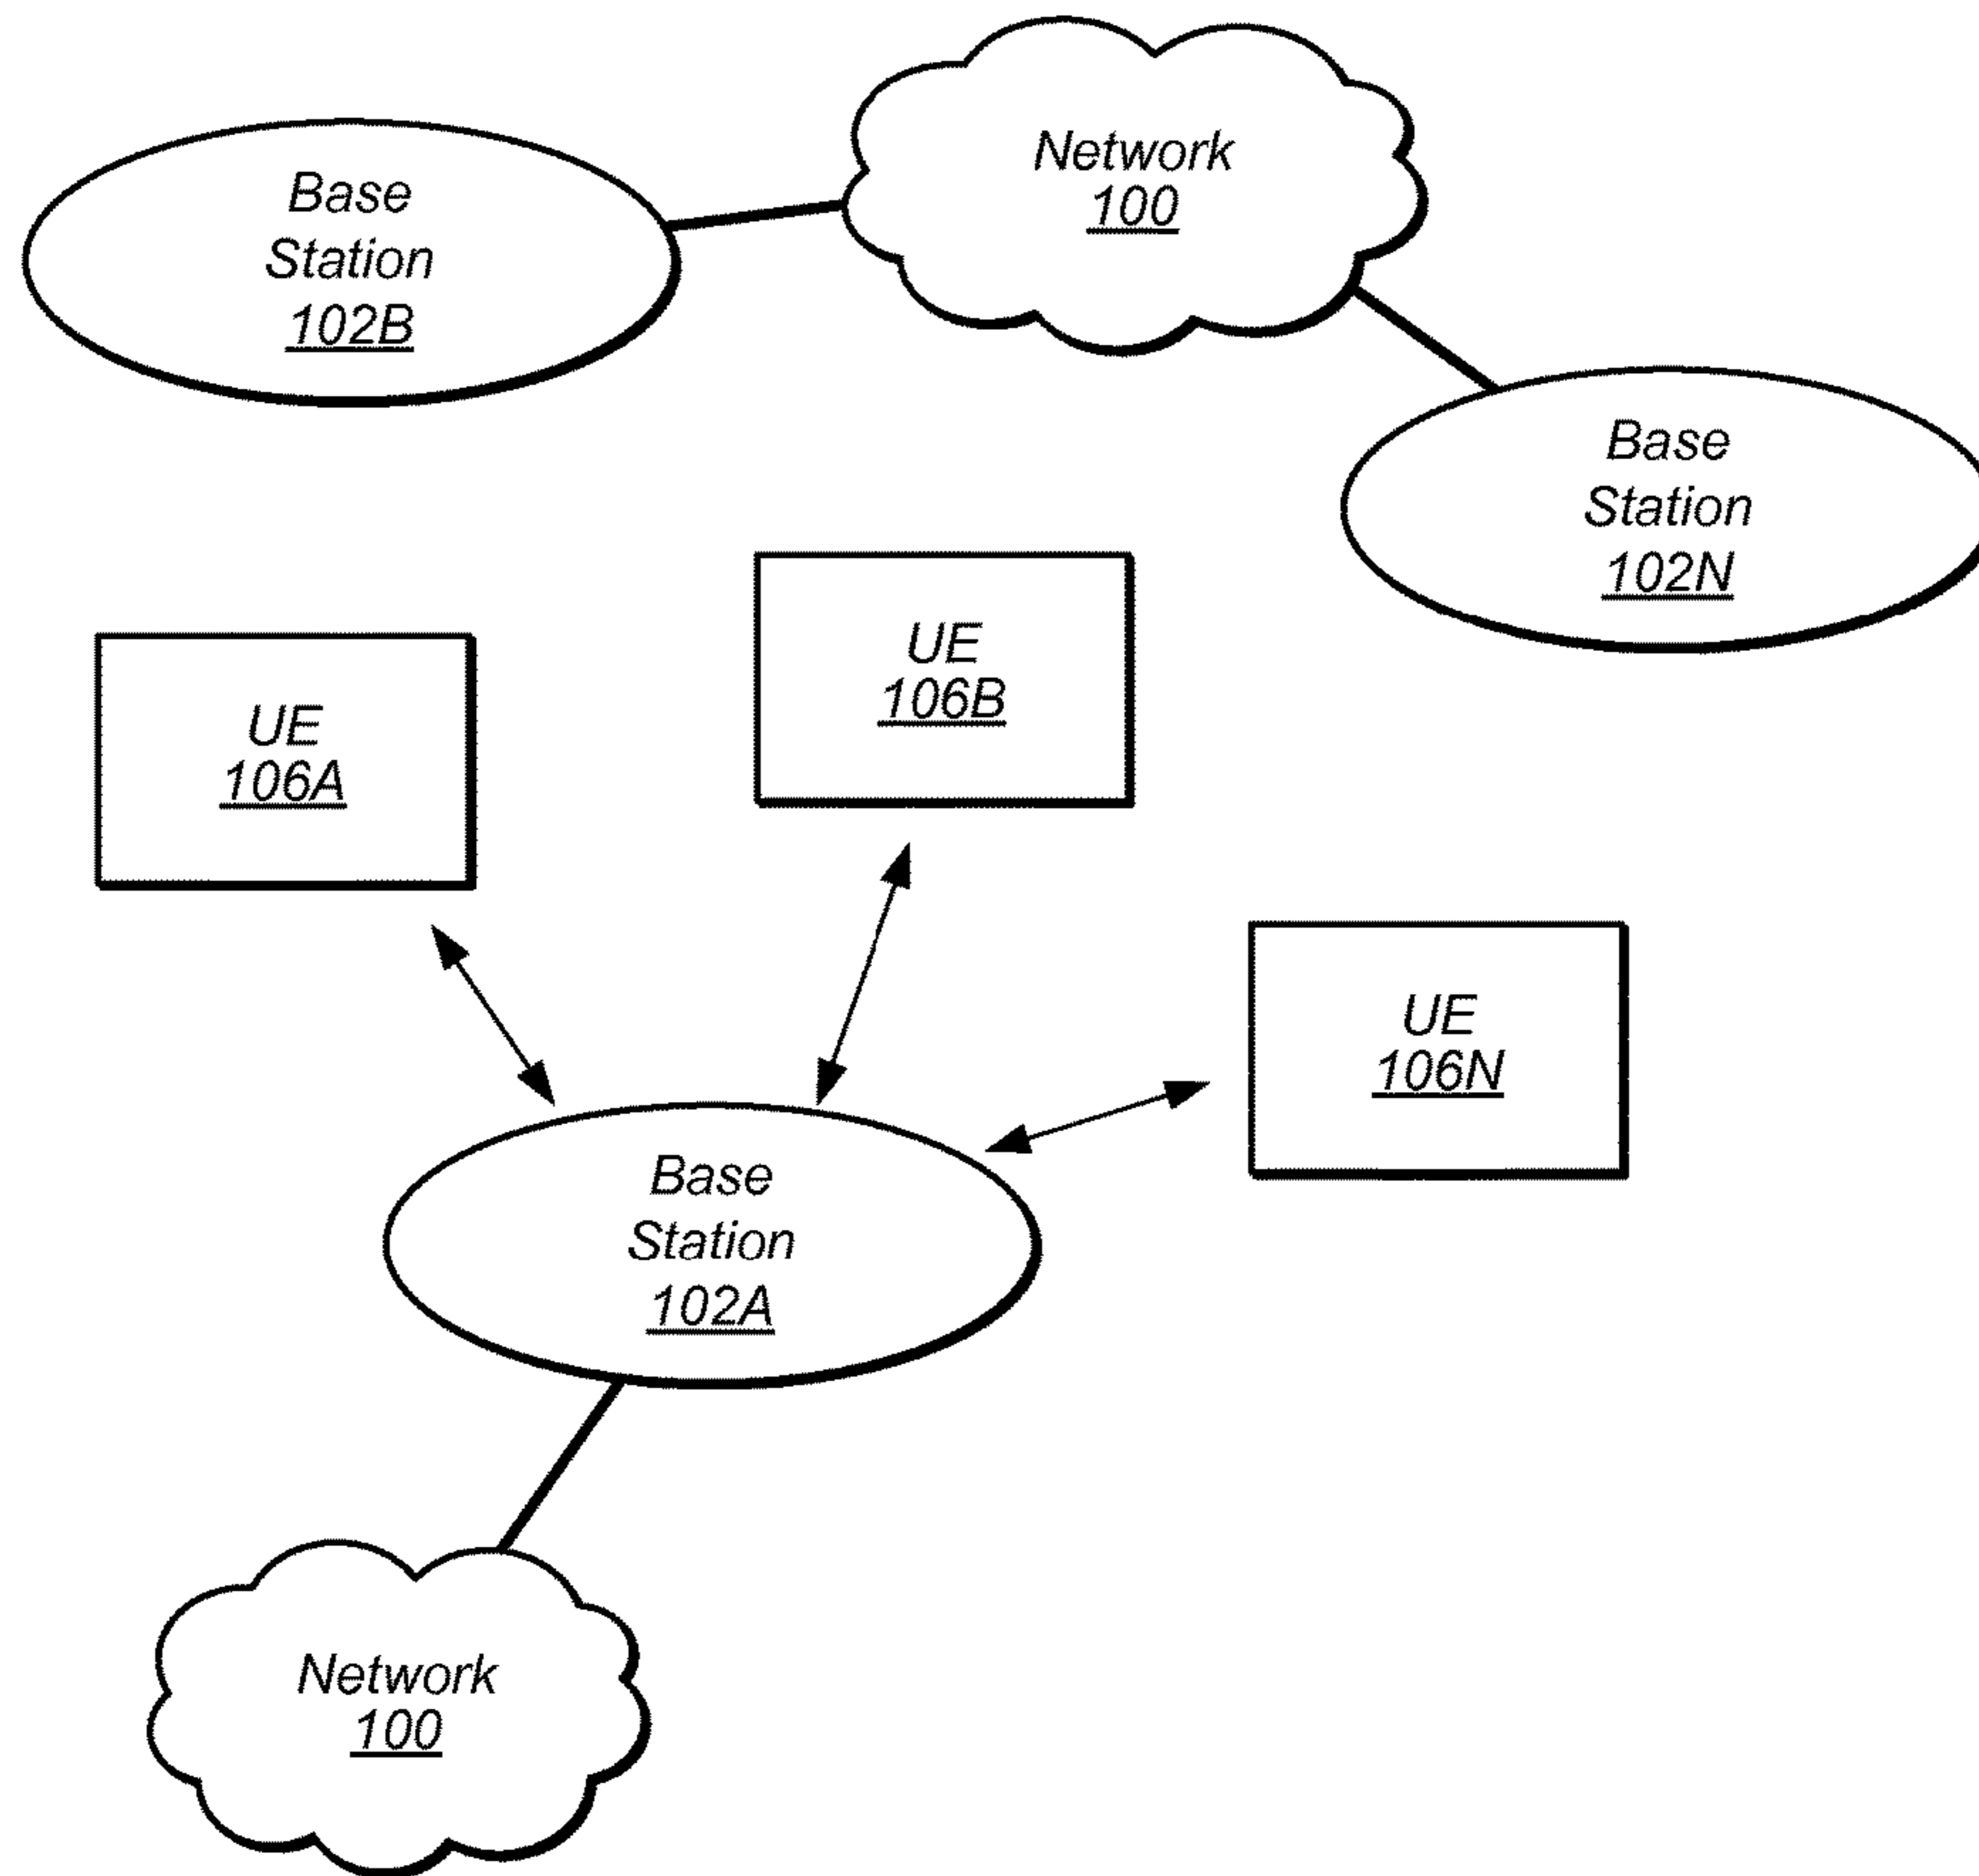 Network
100
Base
Station
102B
Base
Station
102N
UE
106B
UE
106A
UE
106N
Base
Station
102A
Network
100